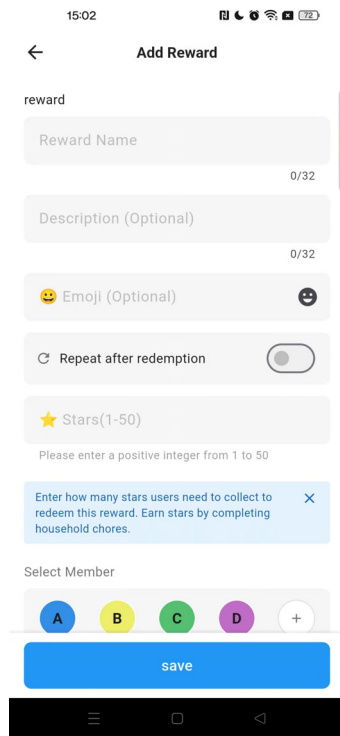 15:02
72
Add Reward
reward
Reward Name
0/32
Description (Optional)
0/32
😀 Emoji (Optional)
Repeat after redemption
⭐ Stars(1-50)
Please enter a positive integer from 1 to 50
Enter how many stars users need to collect to
redeem this reward. Earn stars by completing
household chores.
Select Member
A B C D +
save